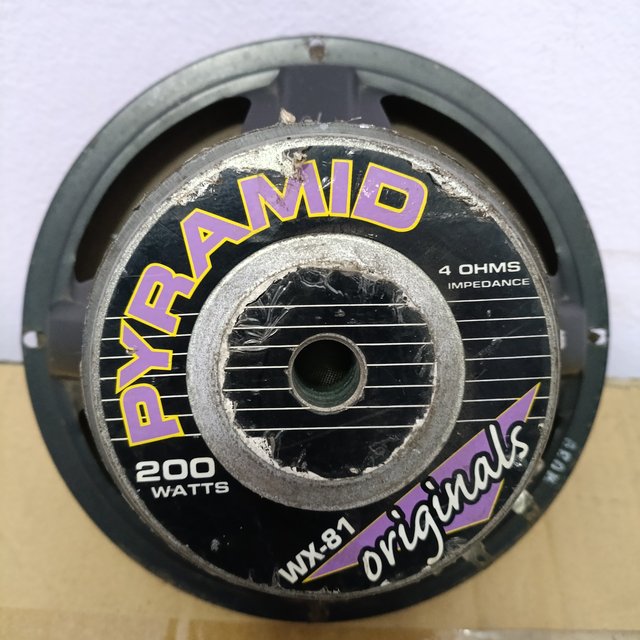 PYRAMID
4 OHMS
IMPEDANCE
200
WATTS
WX-81
originals